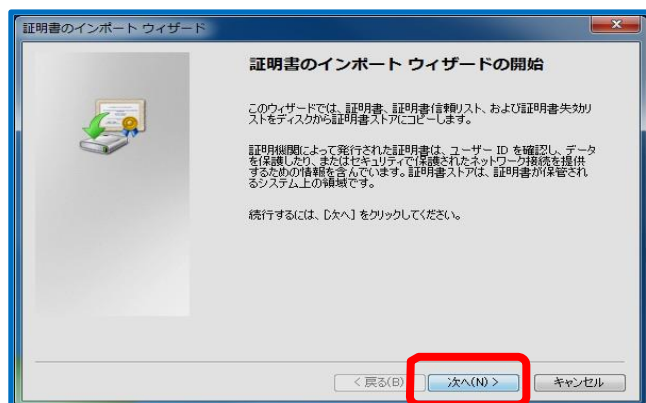 証明書のインポート ウィザード
証明書のインポート ウィザードの開始
このウィザードでは、証明書、証明書信頼リスト、および証明書失効リ
ストをディスクから証明書ストアにコピーします。
証明機関によって発行された証明書は、ユーザー ID を確認し、データ
を保護したり、またはセキュリティで保護されたネットワーク接続を提供
するための情報を含んでいます。証明書ストアは、証明書が保管され
るシステム上の領域です。
続行するには、[次へ] をクリックしてください。
< 戻る(B)
次へ(N) >
キャンセル